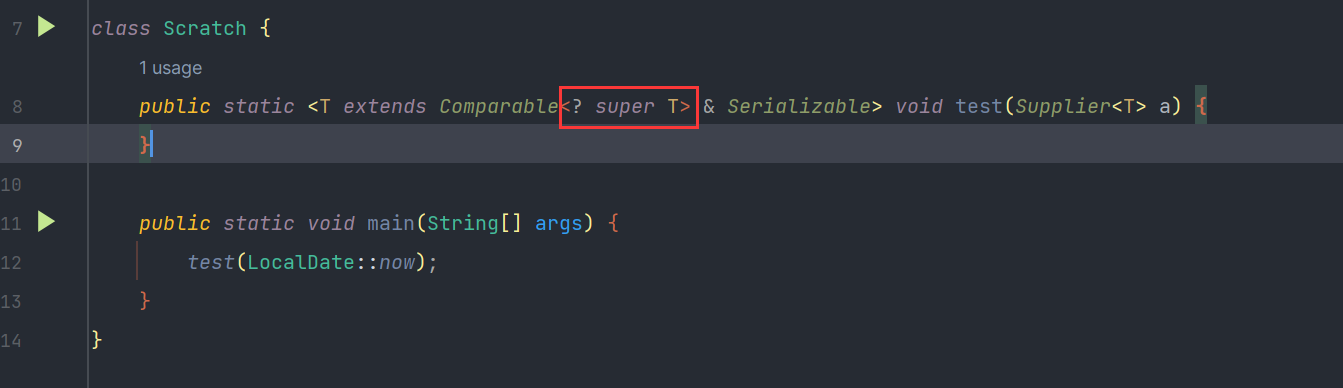 7 class Scratch {
1 usage
8 public static <T extends Comparable<? super T> & Serializable> void test(Supplier<T> a) {
9 }
10
11 public static void main(String[] args) {
12 test(LocalDate::now);
13 }
14 }